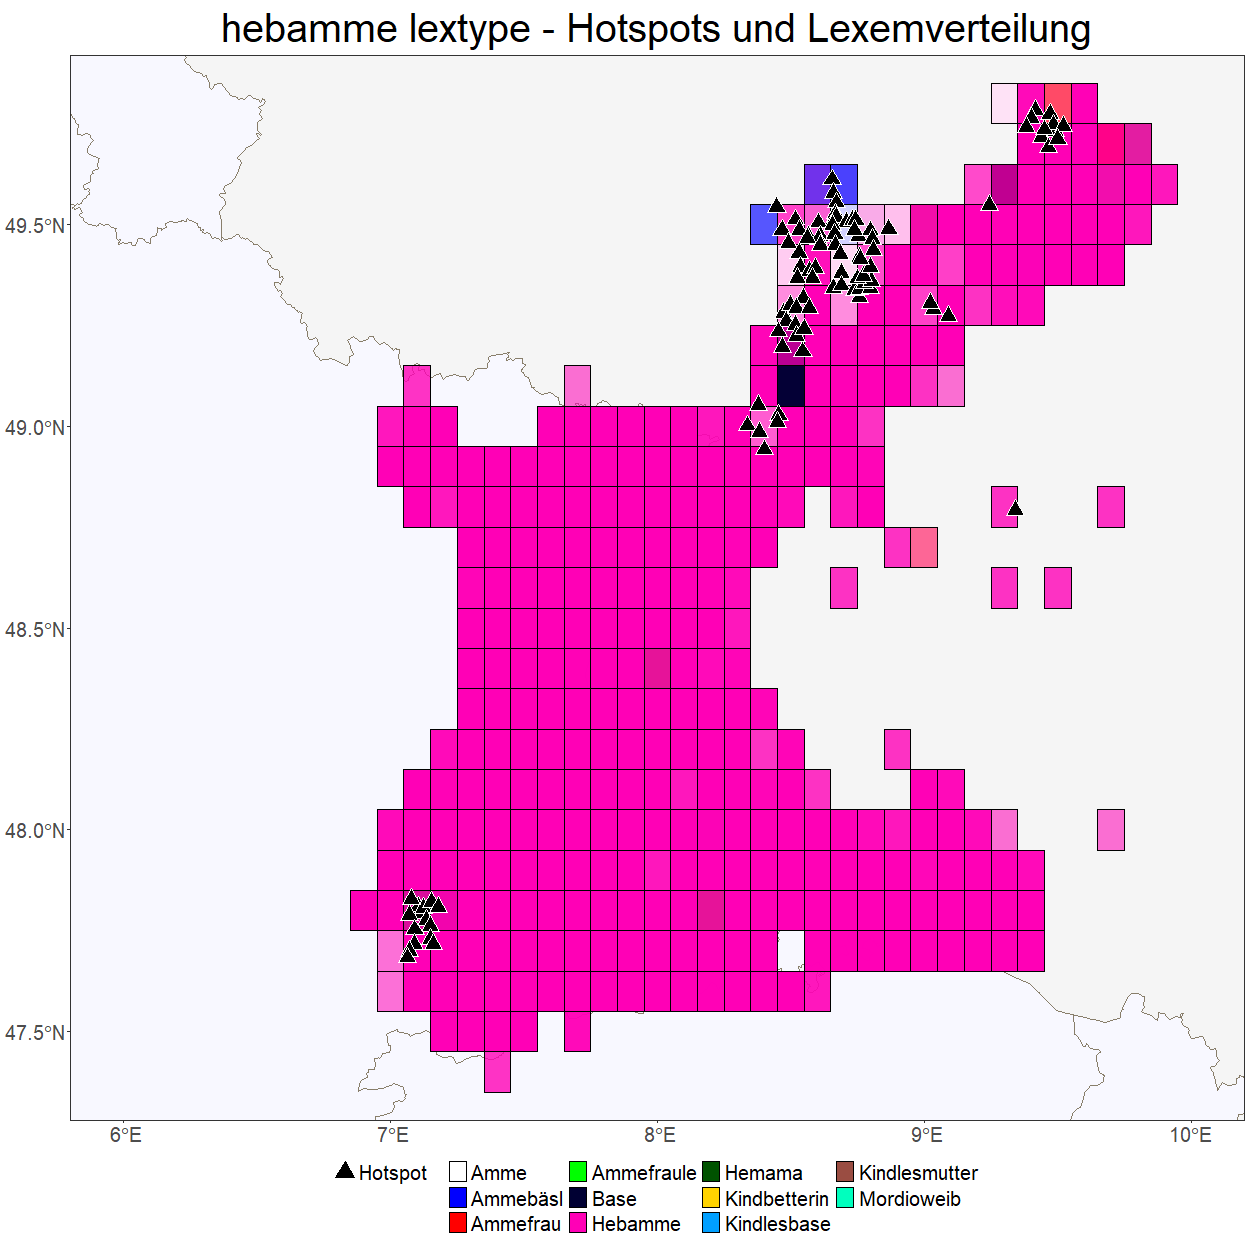 hebamme lextype - Hotspots und Lexemverteilung
49.5°N
49.0°N
48.5°N
48.0°N
47.5°N
6°E 7°E 8°E 9°E 10°E
Hotspot Amme Ammefraule Hemama Kindlesmutter
Ammebäsl Base Kindbetterin Mordioweib
Ammefrau Hebamme Kindlesbase